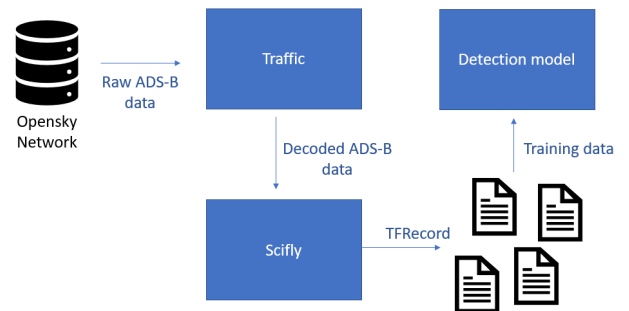 Traffic
Detection model
Raw ADS-B
data
Opensky
Network
Decoded ADS-B
data
Training data
Scifly
TFRecord